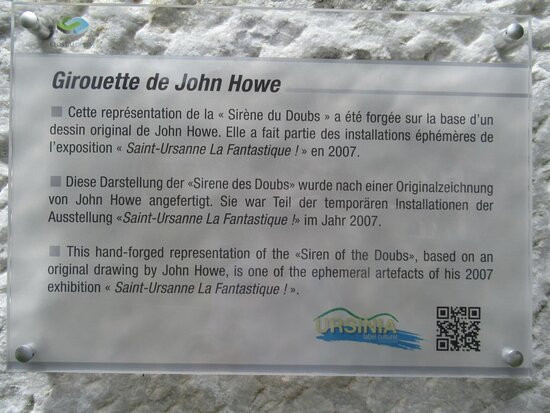 Girouette de John Howe
Cette représentation de la « Sirène du Doubs » a été forgée sur la base d'un
dessin original de John Howe. Elle a fait partie des installations éphémères de
l'exposition « Saint-Ursanne La Fantastique ! » en 2007.
Diese Darstellung der «Sirene des Doubs» wurde nach einer Originalzeichnung
von John Howe angefertigt. Sie war Teil der temporären Installationen der
Ausstellung «Saint-Ursanne La Fantastique !» im Jahr 2007.
This hand-forged representation of the «Siren of the Doubs», based on an
original drawing by John Howe, is one of the ephemeral artefacts of his 2007
exhibition « Saint-Ursanne La Fantastique ! ».
URSINIA
label culturel